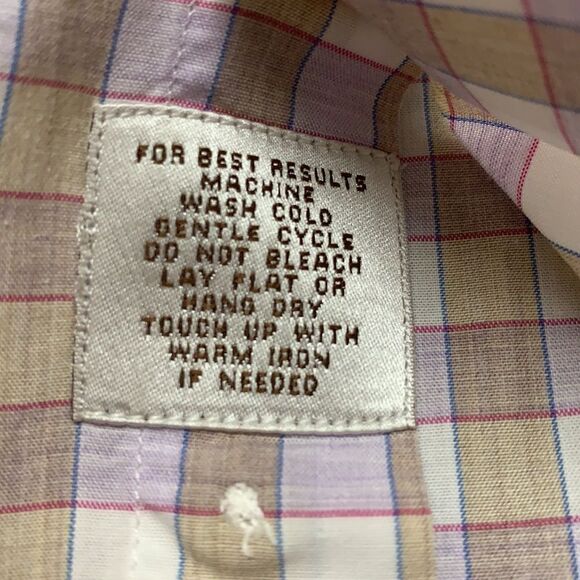 FOR BEST RESULTS
MACHINE
WASH COLD
GENTLE CYCLE
DO NOT BLEACH
LAY FLAT OR
HANG DRY
TOUCH UP WITH
WARM IRON
IF NEEDED